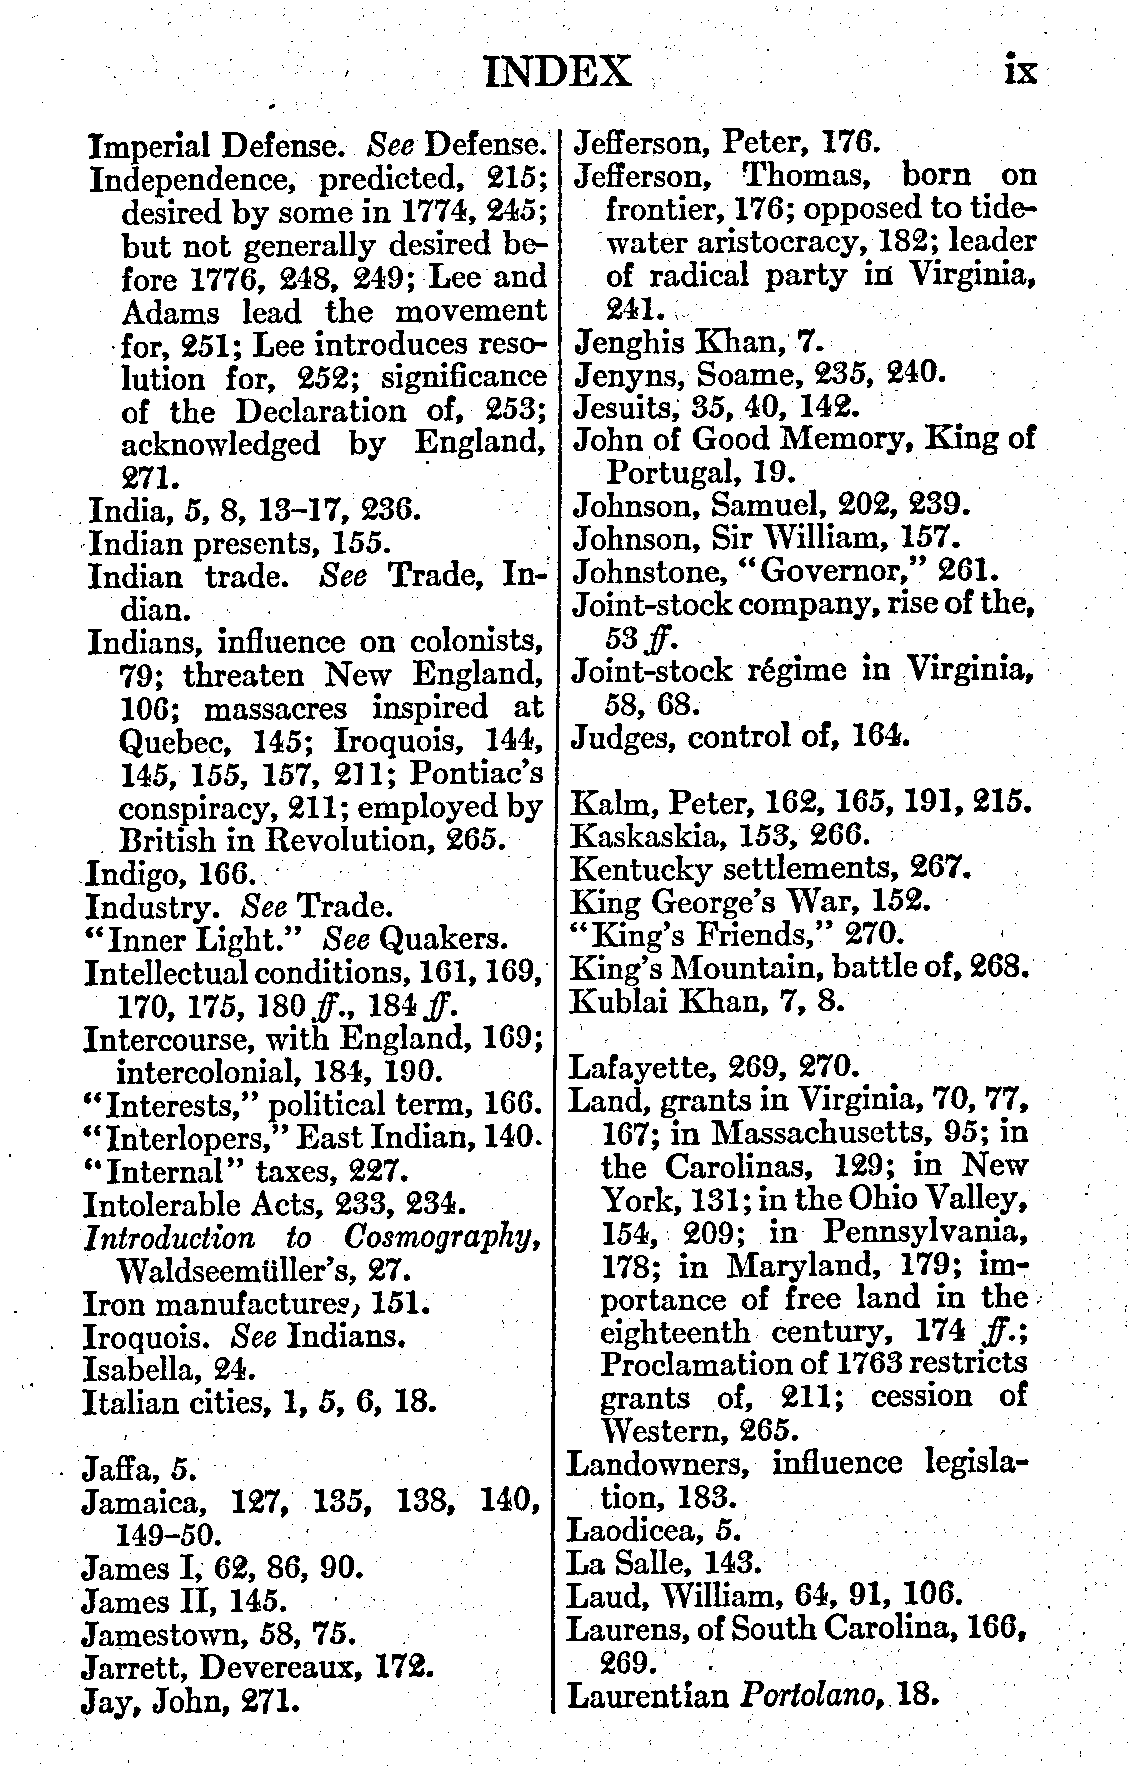 INDEX ix
Imperial Defense. See Defense.
Independence, predicted, 215;
desired by some in 1774, 245;
but not generally desired be-
fore 1776, 248, 249; Lee and
Adams lead the movement
for, 251; Lee introduces reso-
lution for, 252; significance
of the Declaration of, 253;
acknowledged by England,
271.
India, 5, 8, 13–17, 236.
Indian presents, 155.
Indian trade. See Trade, In-
dian.
Indians, influence on colonists,
79; threaten New England,
106; massacres inspired at
Quebec, 145; Iroquois, 144,
145, 155, 157, 211; Pontiac's
conspiracy, 211; employed by
British in Revolution, 265.
Indigo, 166.
Industry. See Trade.
"Inner Light." See Quakers.
Intellectual conditions, 161, 169,
170, 175, 180 ff., 184 ff.
Intercourse, with England, 169;
intercolonial, 184, 190.
"Interests," political term, 166.
"Interlopers," East Indian, 140.
"Internal" taxes, 227.
Intolerable Acts, 233, 234.
Introduction to Cosmography,
Waldseemüller's, 27.
Iron manufactures, 151.
Iroquois. See Indians.
Isabella, 24.
Italian cities, 1, 5, 6, 18.
Jaffa, 5.
Jamaica, 127, 135, 138, 140,
149–50.
James I, 62, 86, 90.
James II, 145.
Jamestown, 58, 75.
Jarrett, Devereaux, 172.
Jay, John, 271.
Jefferson, Peter, 176.
Jefferson, Thomas, born on
frontier, 176; opposed to tide-
water aristocracy, 182; leader
of radical party in Virginia,
241.
Jenghis Khan, 7.
Jenyns, Soame, 235, 240.
Jesuits, 35, 40, 142.
John of Good Memory, King of
Portugal, 19.
Johnson, Samuel, 202, 239.
Johnson, Sir William, 157.
Johnstone, "Governor," 261.
Joint-stock company, rise of the,
53 ff.
Joint-stock régime in Virginia,
58, 68.
Judges, control of, 164.
Kalm, Peter, 162, 165, 191, 215.
Kaskaskia, 153, 266.
Kentucky settlements, 267.
King George's War, 152.
"King's Friends," 270.
King's Mountain, battle of, 268.
Kublai Khan, 7, 8.
Lafayette, 269, 270.
Land, grants in Virginia, 70, 77,
167; in Massachusetts, 95; in
the Carolinas, 129; in New
York, 131; in the Ohio Valley,
154, 209; in Pennsylvania,
178; in Maryland, 179; im-
portance of free land in the
eighteenth century, 174 ff.;
Proclamation of 1763 restricts
grants of, 211; cession of
Western, 265.
Landowners, influence legisla-
tion, 183.
Laodicea, 5.
La Salle, 143.
Laud, William, 64, 91, 106.
Laurens, of South Carolina, 166,
269.
Laurentian Portolano, 18.